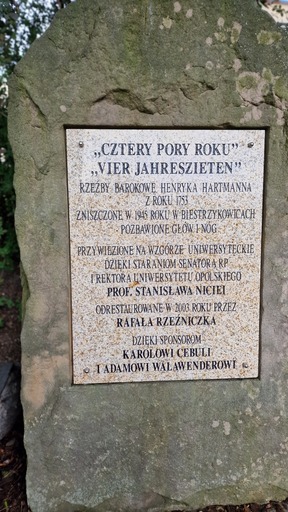 „CZTERY PORY ROKU”
„VIER JAHRESZIETEN”
RZEŹBY BAROKOWE HENRYKA HARTMANNA
Z ROKU 1753
ZNISZCZONE W 1945 ROKU W BIESTRZYKOWICACH
POZBAWIONE GŁÓW I NÓG
PRZYWIEZIONE NA WZGÓRZE UNIWERSYTECKIE
DZIĘKI STARANIOM SENATORA RP
I REKTORA UNIWERSYTETU OPOLSKIEGO
PROF. STANISŁAWA NICIEI
ODRESTAUROWANE W 2003 ROKU PRZEZ
RAFAŁA RZEŹNICZKA
DZIĘKI SPONSOROM
KAROLOWI CEBULI
I ADAMOWI WALAWENDEROWI